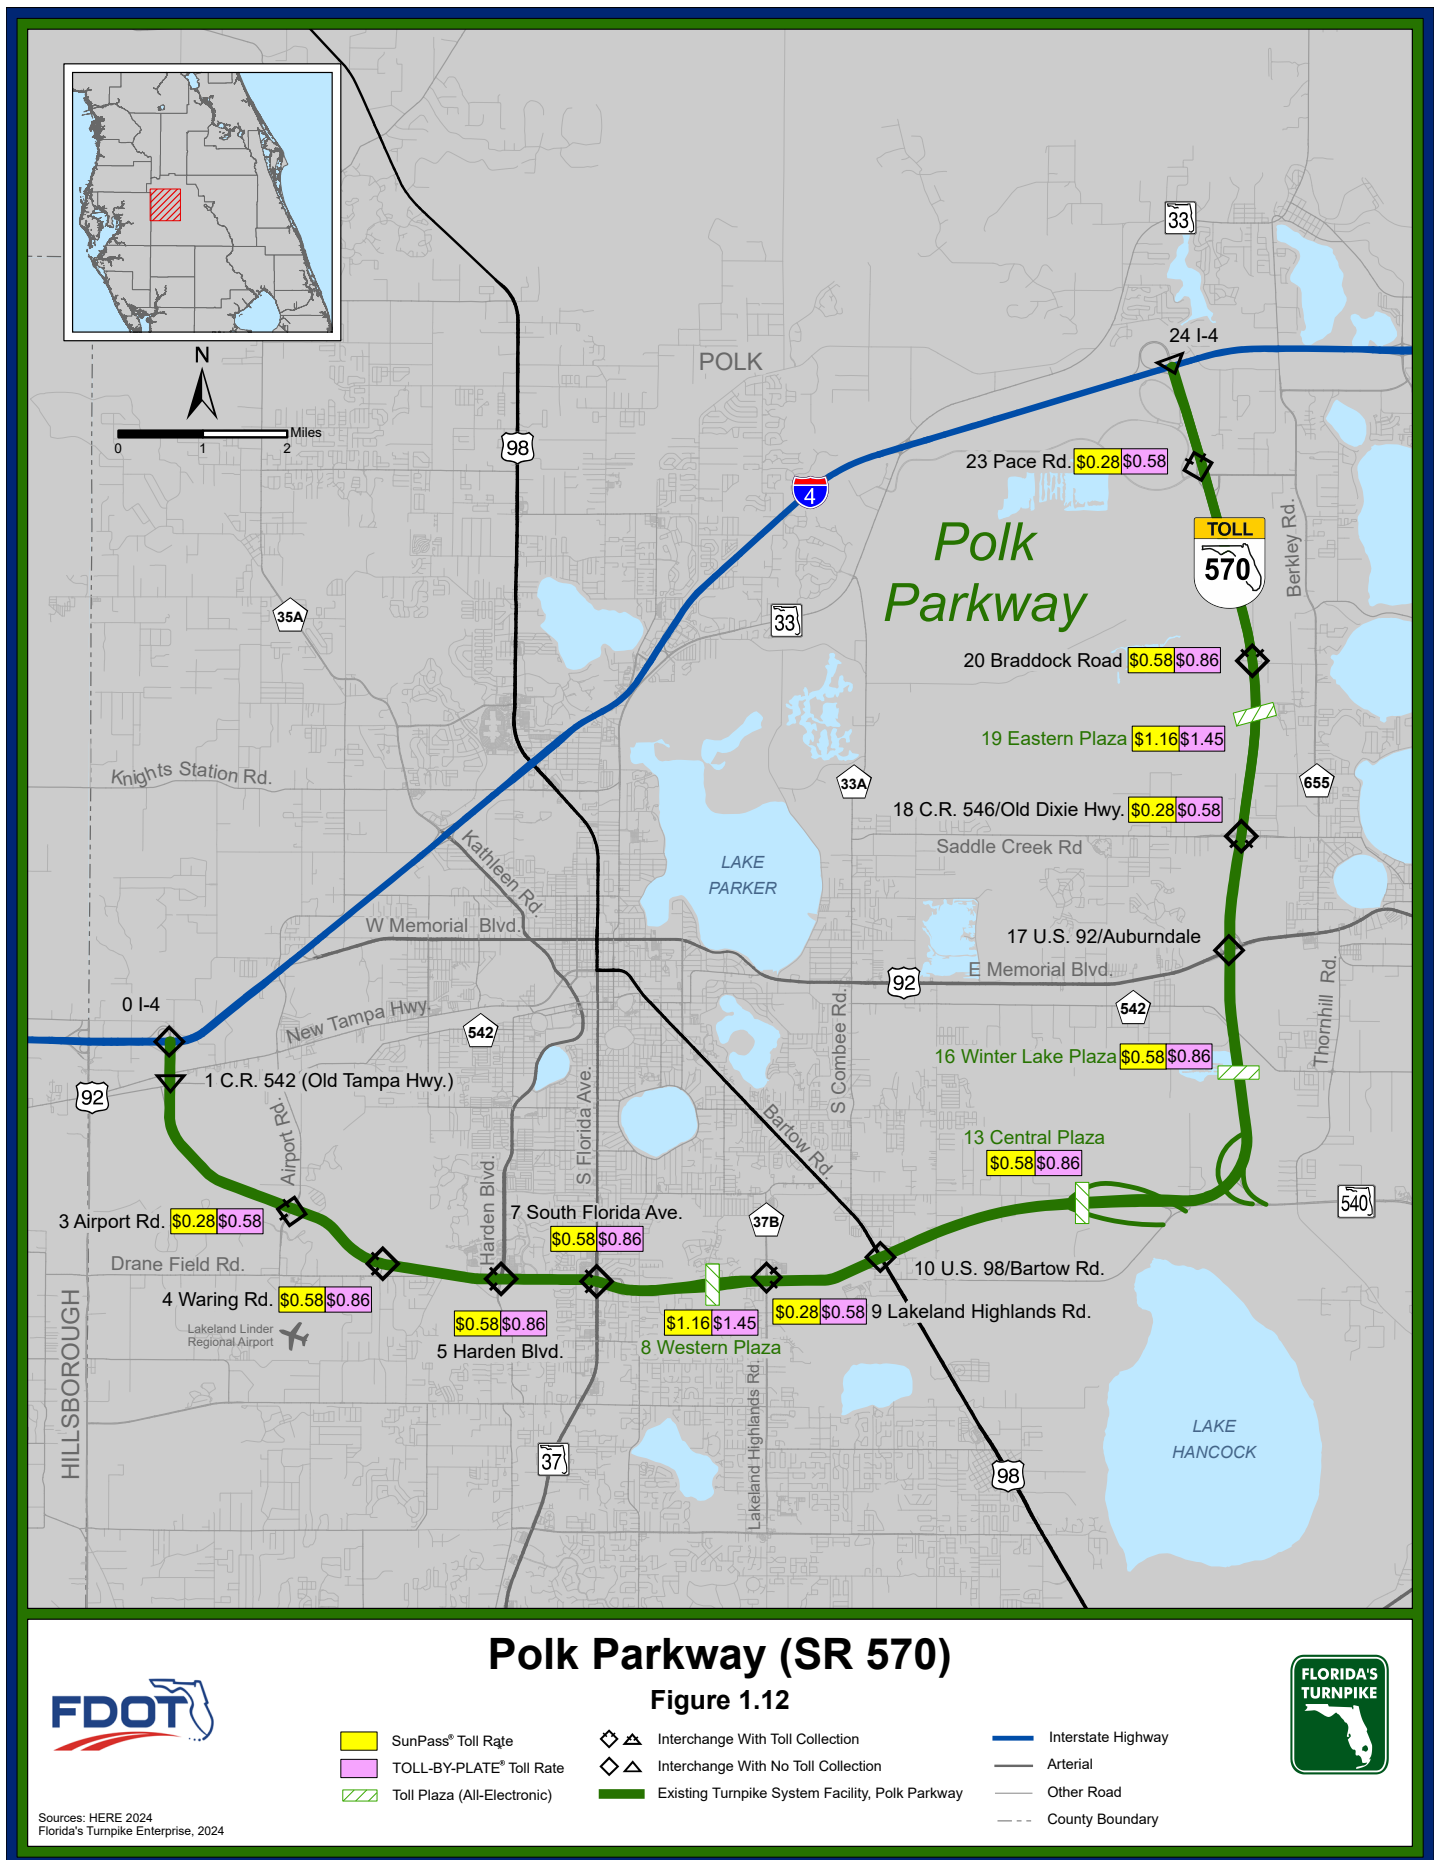 33
24 I-4
N
Miles
0
1
2
POLK
98
23 Pace Rd.
$0.28
$0.58
4
Polk
Parkway
TOLL
570
Berkley Rd.
35A
33
20 Braddock Road
$0.58
$0.86
19 Eastern Plaza
$1.16
$1.45
Knights Station Rd.
33A
655
18 C.R. 546/Old Dixie Hwy.
$0.28
$0.58
Saddle Creek Rd
Kathleen Rd.
LAKE
PARKER
W Memorial Blvd.
17 U.S. 92/Auburndale
E Memorial Blvd.
92
0 I-4
New Tampa Hwy.
542
542
S Combee Rd.
Thornhill Rd.
16 Winter Lake Plaza
$0.58
$0.86
1 C.R. 542 (Old Tampa Hwy.)
92
Airport Rd.
S Florida Ave.
Bartow Rd.
13 Central Plaza
$0.58
$0.86
Harden Blvd.
540
3 Airport Rd.
$0.28
$0.58
7 South Florida Ave.
$0.58
$0.86
37B
Drane Field Rd.
10 U.S. 98/Bartow Rd.
4 Waring Rd.
$0.58
$0.86
Lakeland Linder
Regional Airport
$0.58
$0.86
5 Harden Blvd.
$1.16
$1.45
8 Western Plaza
$0.28
$0.58
9 Lakeland Highlands Rd.
HILLSBOROUGH
Lakeland Highlands Rd.
37
98
LAKE
HANCOCK
Polk Parkway (SR 570)
Figure 1.12
FDOT
FLORIDA'S
TURNPIKE
SunPass® Toll Rate
TOLL-BY-PLATE® Toll Rate
Toll Plaza (All-Electronic)
Interchange With Toll Collection
Interchange With No Toll Collection
Existing Turnpike System Facility, Polk Parkway
Interstate Highway
Arterial
Other Road
County Boundary
Sources: HERE 2024
Florida's Turnpike Enterprise, 2024